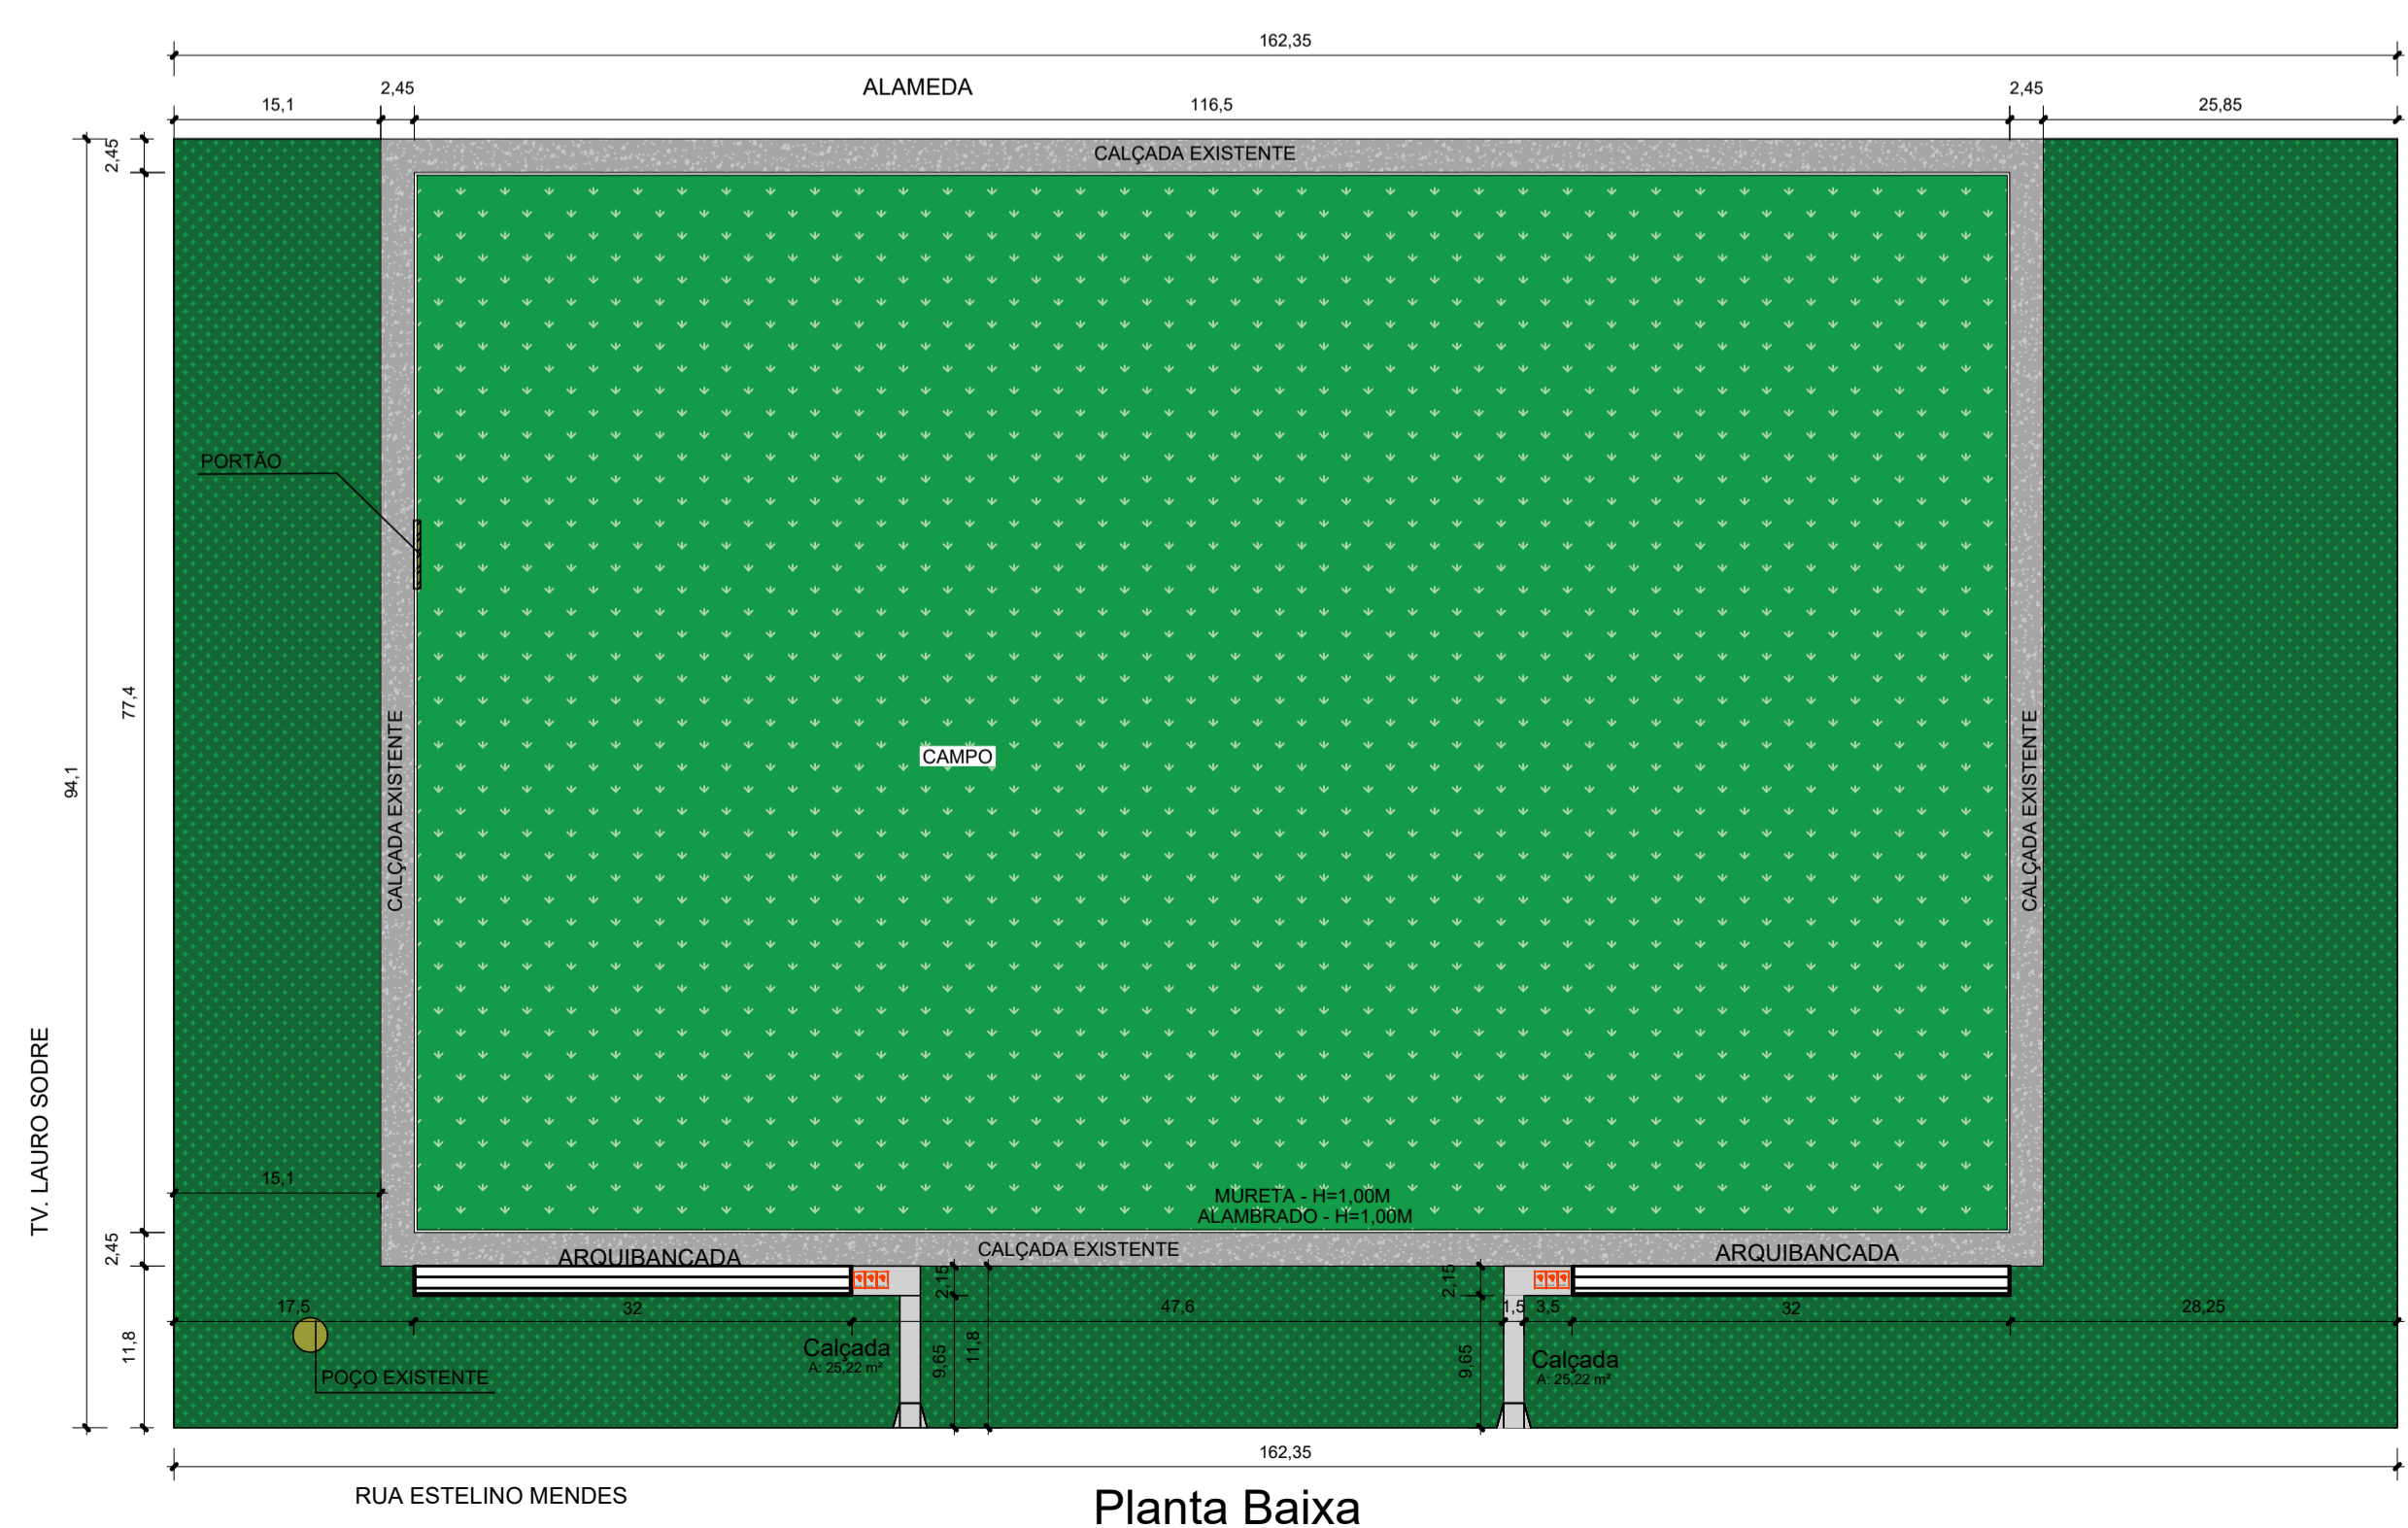 162,35
ALAMEDA
2,45
2,45
15,1
116,5
25,85
2,45
CALÇADA EXISTENTE
PORTÃO
77,4
94,1
CALÇADA EXISTENTE
CALÇADA EXISTENTE
CAMPO
TV. LAURO SODRE
15,1
MURETA - H=1,00M
ALAMBRADO - H=1,00M
2,45
ARQUIBANCADA
CALÇADA EXISTENTE
ARQUIBANCADA
2,15
2,15
17,5
32
47,6
1,5
3,5
32
28,25
11,8
Calçada
A: 25,22 m²
9,65
11,8
9,65
Calçada
A: 25,22 m²
POÇO EXISTENTE
162,35
RUA ESTELINO MENDES
Planta Baixa